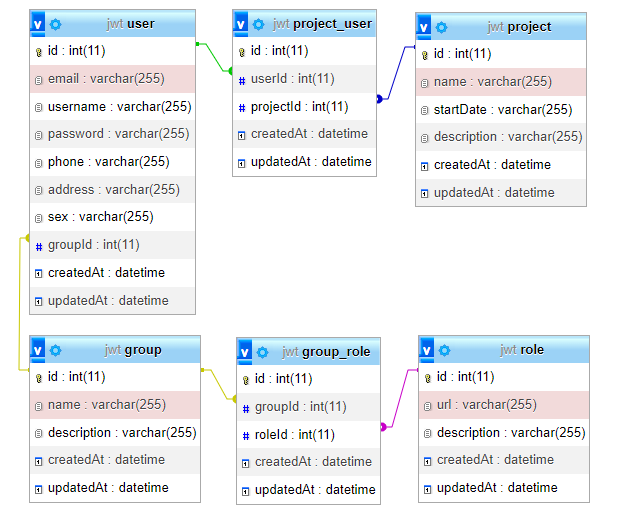 v jwt user
id : int(11)
email : varchar(255)
username : varchar(255)
password : varchar(255)
phone : varchar(255)
address : varchar(255)
sex : varchar(255)
# groupId : int(11)
createdAt : datetime
updatedAt : datetime
v jwt project_user
id : int(11)
# userId : int(11)
# projectId : int(11)
createdAt : datetime
updatedAt : datetime
v jwt project
id : int(11)
name : varchar(255)
startDate : varchar(255)
description : varchar(255)
createdAt : datetime
updatedAt : datetime
v jwt group
id : int(11)
name : varchar(255)
description : varchar(255)
createdAt : datetime
updatedAt : datetime
v jwt group_role
id : int(11)
# groupId : int(11)
# roleId : int(11)
createdAt : datetime
updatedAt : datetime
v jwt role
id : int(11)
url : varchar(255)
description : varchar(255)
createdAt : datetime
updatedAt : datetime